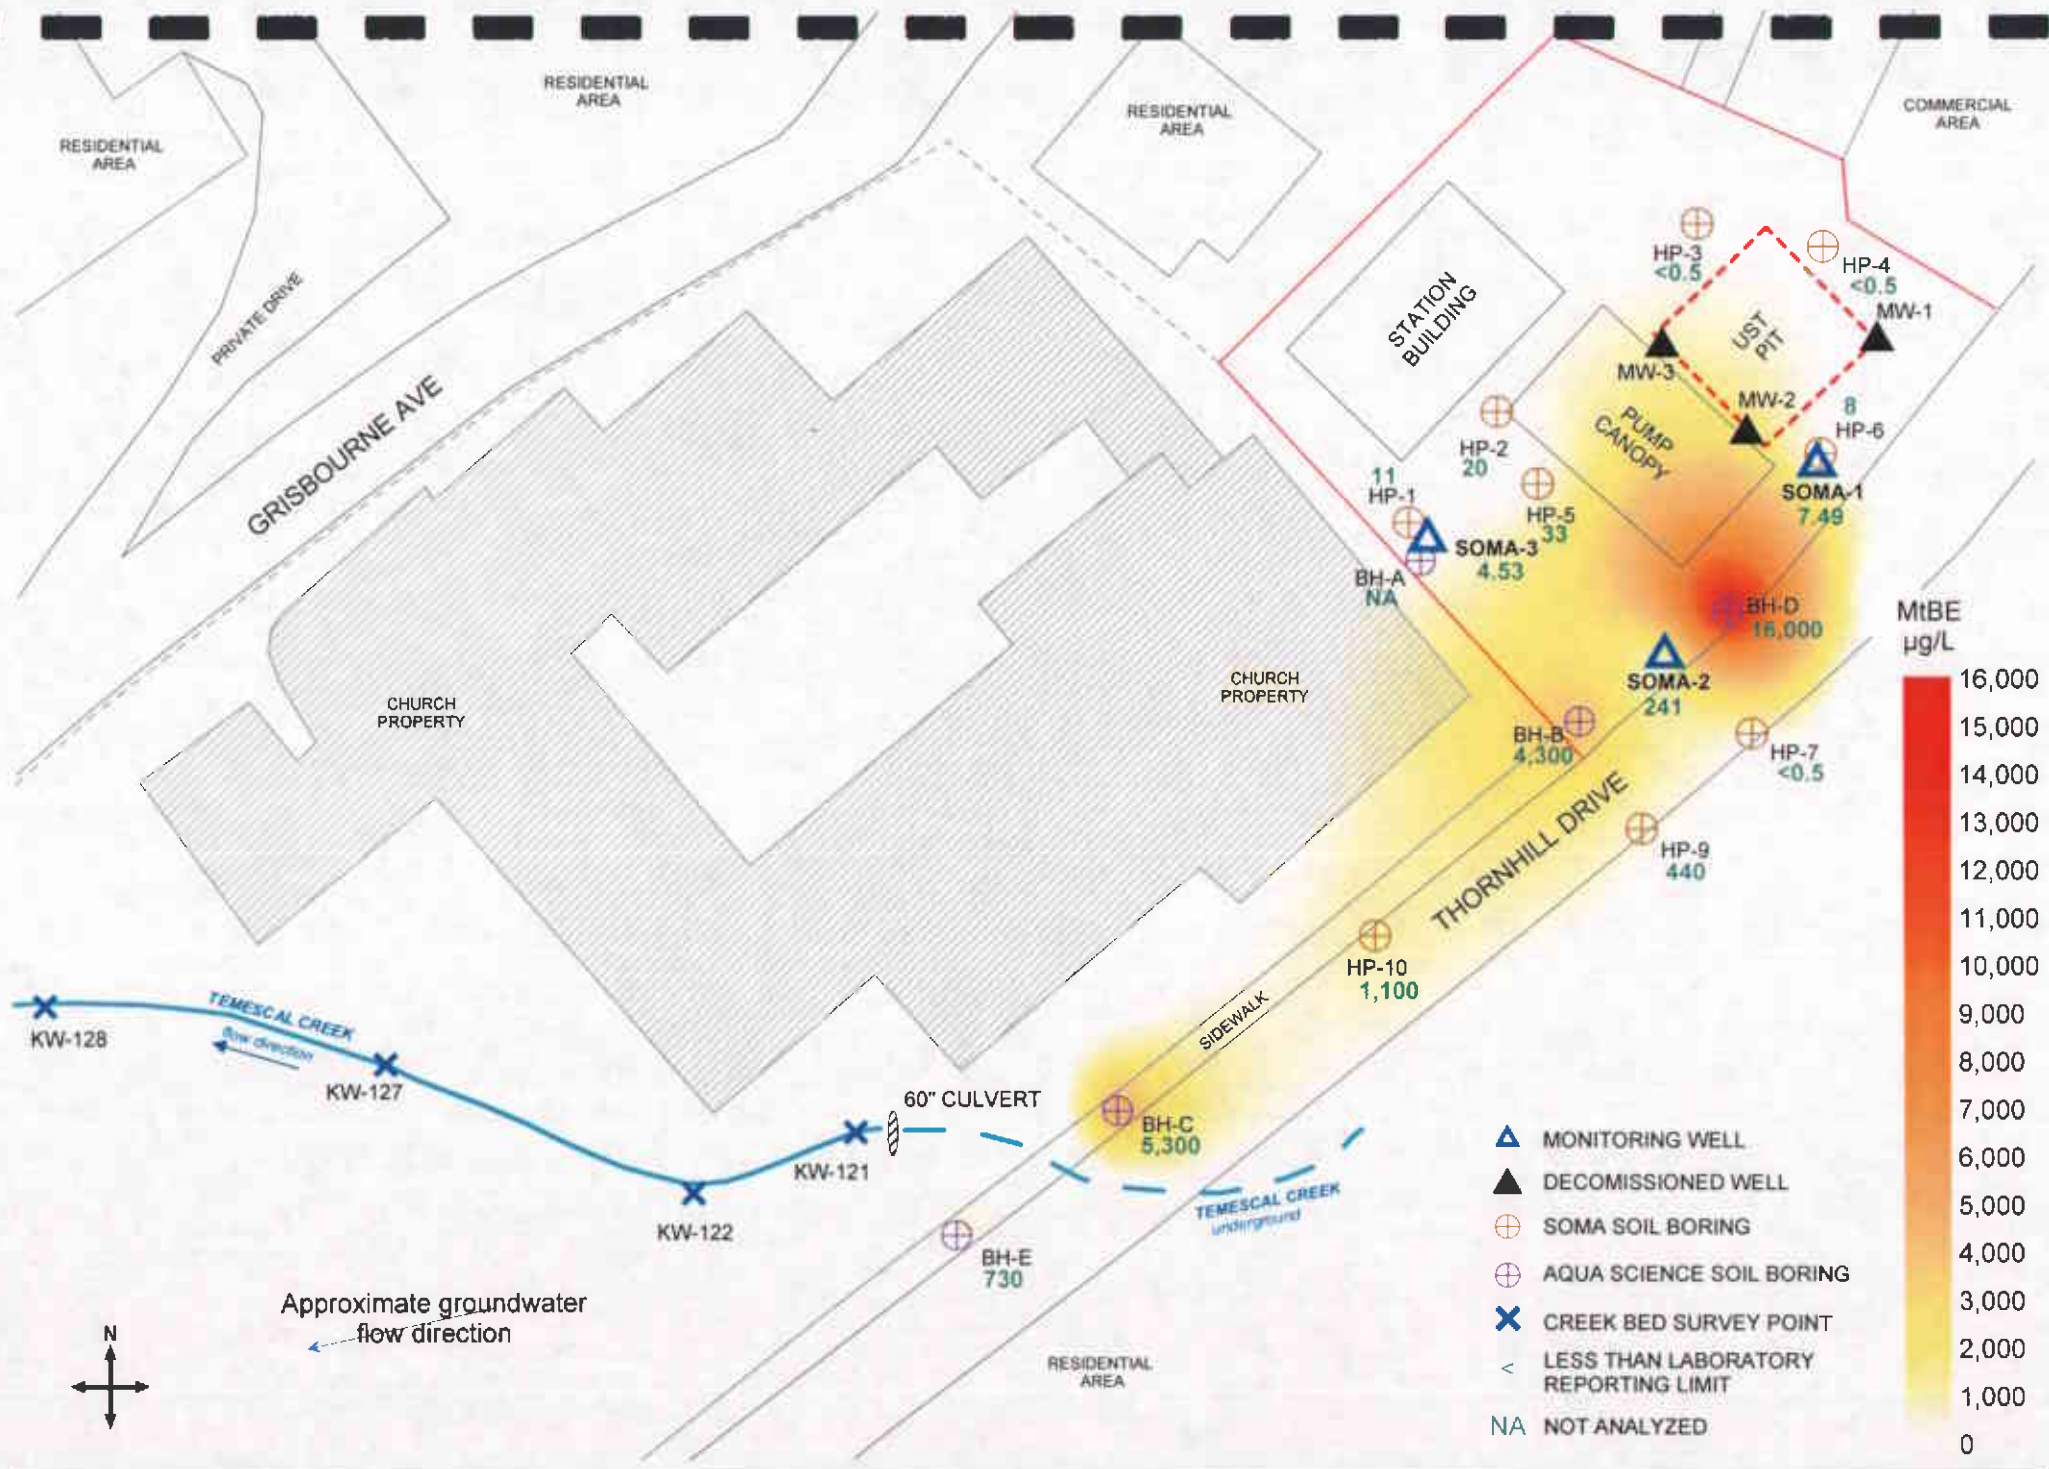 RESIDENTIAL
AREA
RESIDENTIAL
AREA
RESIDENTIAL
AREA
COMMERCIAL
AREA
PRIVATE DRIVE
GRISBOURNE AVE
STATION
BUILDING
HP-3
<0.5
HP-4
<0.5
MW-1
UST
PIT
MW-3
MW-2
PUMP
CANOPY
8
HP-6
SOMA-1
7.49
HP-2
20
11
HP-1
HP-5
33
SOMA-3
4.53
BH-A
NA
BH-D
16,000
SOMA-2
241
BH-B
4,300
HP-7
<0.5
HP-9
440
CHURCH
PROPERTY
CHURCH
PROPERTY
THORNHILL DRIVE
HP-10
1,100
SIDEWALK
TEMESCAL CREEK
flow direction
KW-128
KW-127
KW-122
KW-121
60" CULVERT
BH-C
5,300
TEMESCAL CREEK
underground
BH-E
730
RESIDENTIAL
AREA
Approximate groundwater
flow direction
N
MtBE
µg/L
16,000
15,000
14,000
13,000
12,000
11,000
10,000
9,000
8,000
7,000
6,000
5,000
4,000
3,000
2,000
1,000
0
MONITORING WELL
DECOMISSIONED WELL
SOMA SOIL BORING
AQUA SCIENCE SOIL BORING
CREEK BED SURVEY POINT
< LESS THAN LABORATORY
REPORTING LIMIT
NA NOT ANALYZED